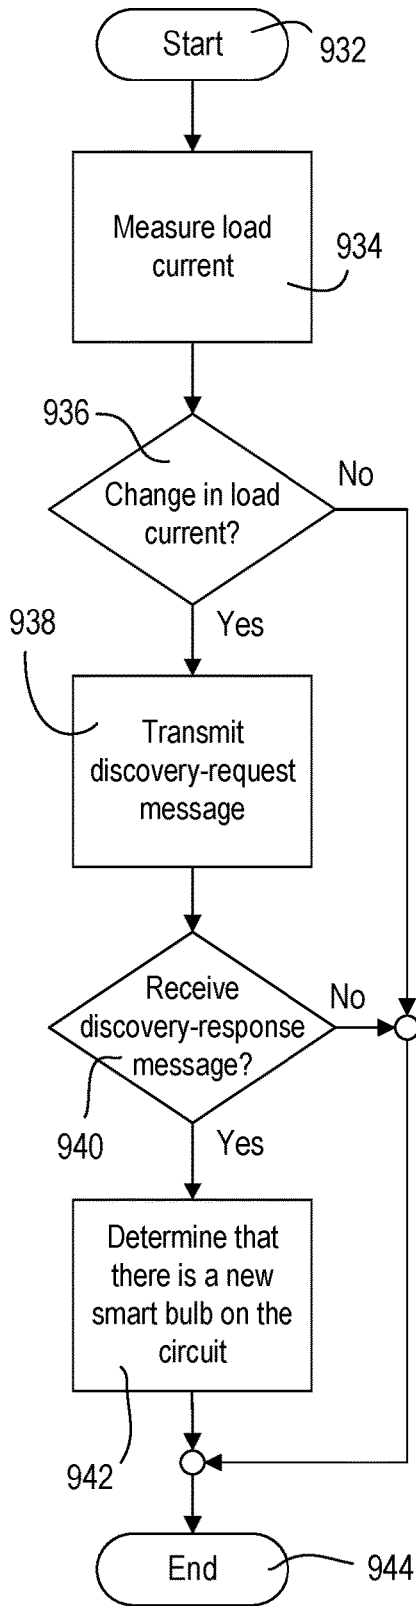 Start
932
Measure load
current
934
936
Change in load
current?
No
Yes
938
Transmit
discovery-request
message
Receive
discovery-response
message?
No
940
Yes
Determine that
there is a new
smart bulb on the
circuit
942
End
944